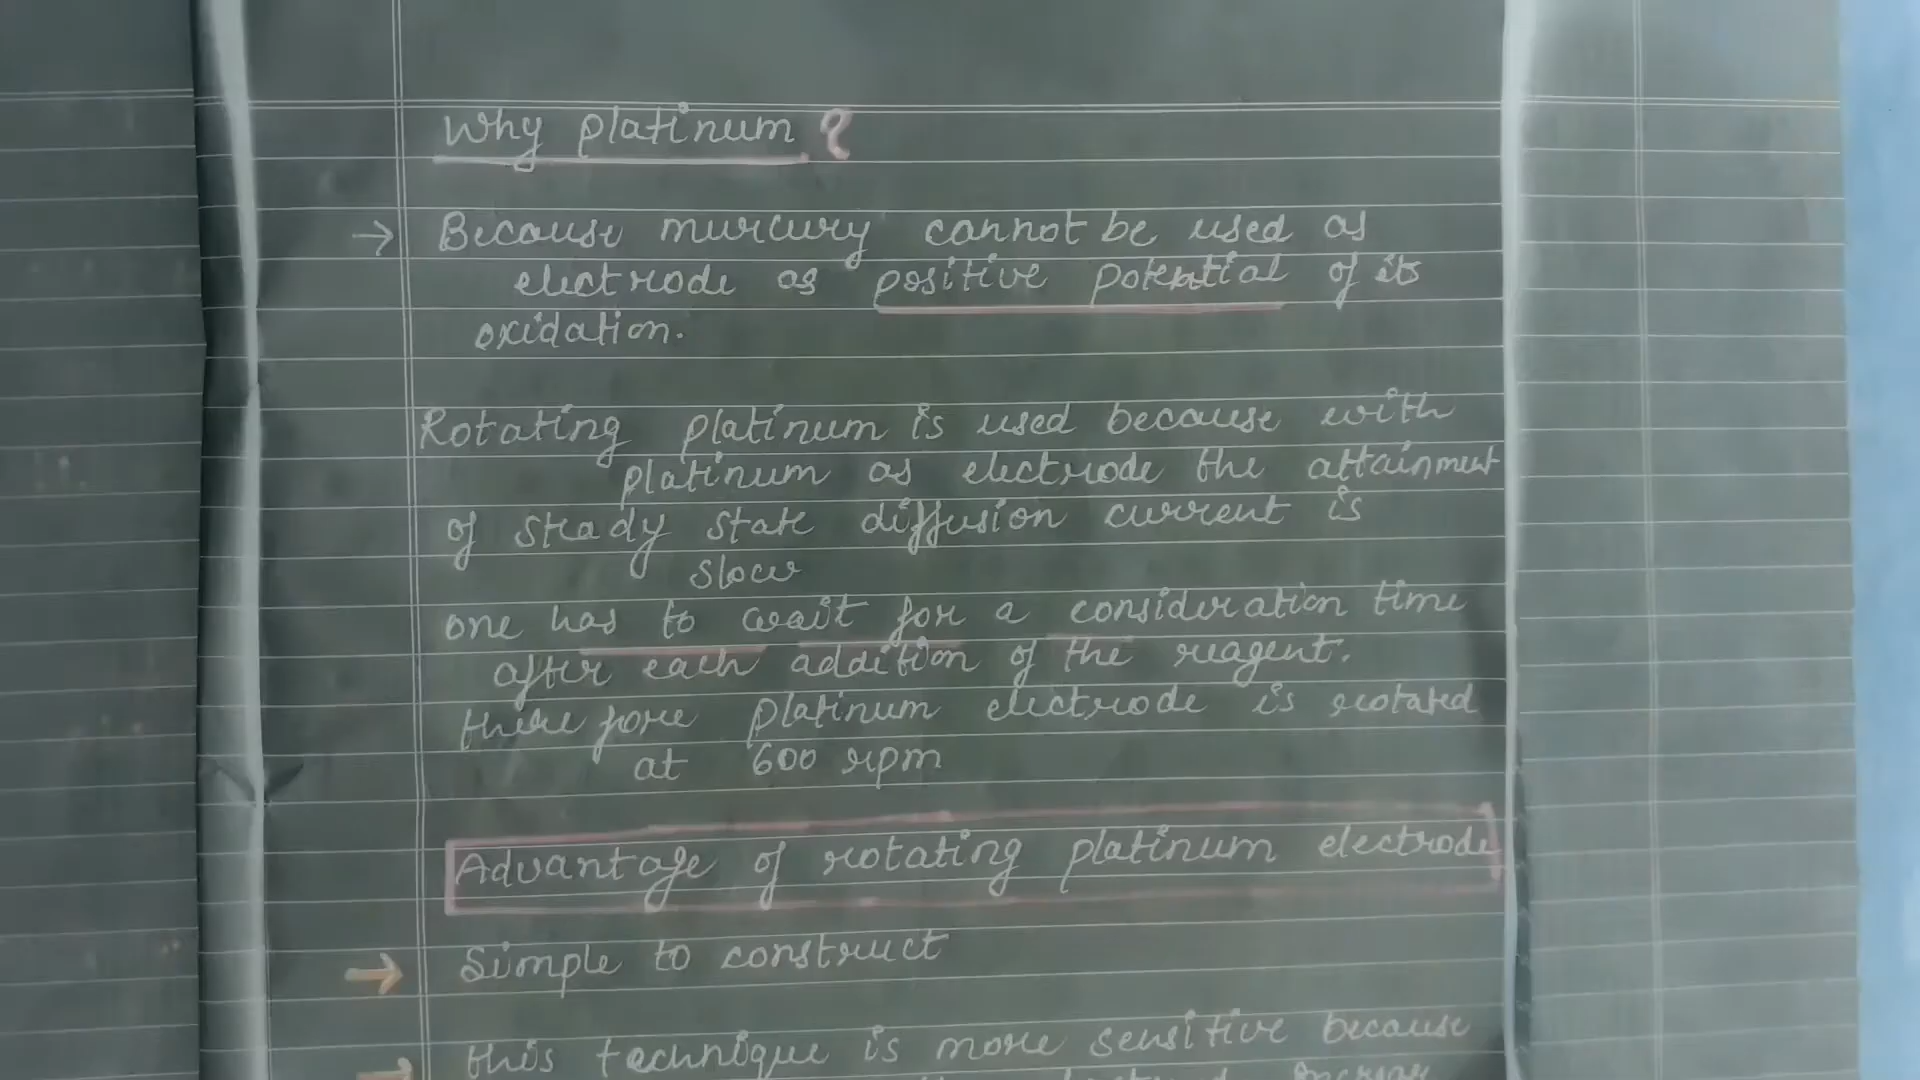 Why platinum ?
→ Because murcury cannot be used as
electrode as positive potential of its
oxidation.
Rotating platinum is used because with
platinum as electrode the attainment
of steady state diffusion current is
slow
one has to wait for a consideration time
after each addition of the reagent.
there fore platinum electrode is rotated
at 600 rpm
Advantage of rotating platinum electrode
→ Simple to construct
→ this technique is more sensitive because